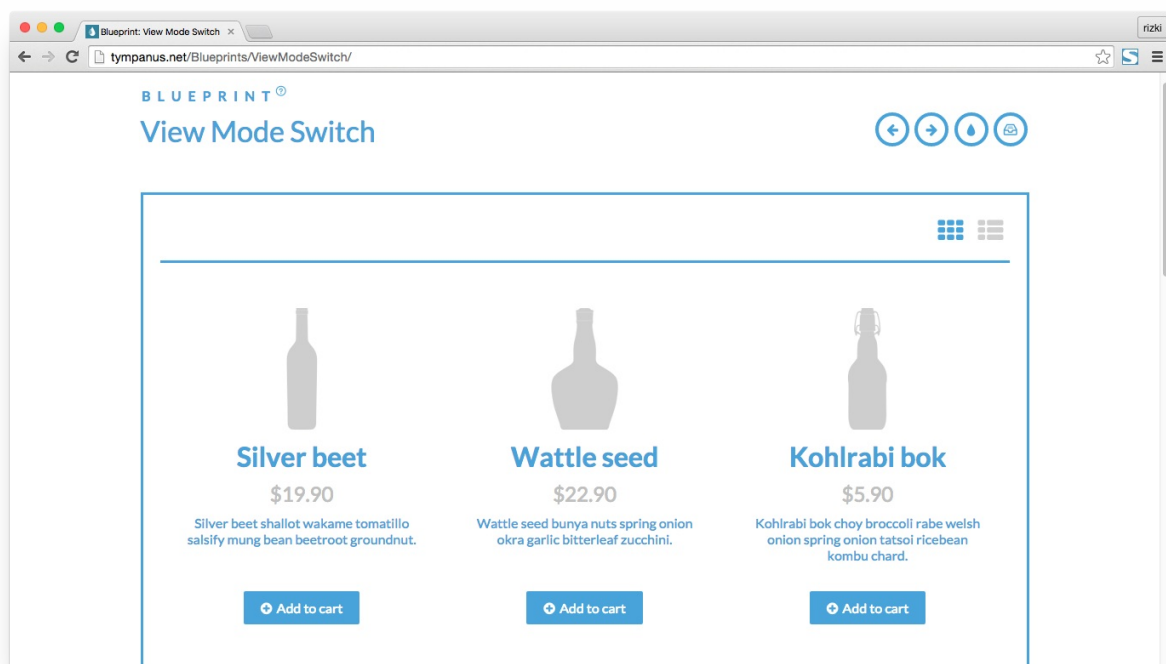 Blueprint: View Mode Switch
rizki
tympanus.net/Blueprints/ViewModeSwitch/
BLUEPRINT
View Mode Switch
Silver beet
$19.90
Silver beet shallot wakame tomatillo
salsify mung bean beetroot groundnut.
Add to cart
Wattle seed
$22.90
Wattle seed bunya nuts spring onion
okra garlic bitterleaf zucchini.
Add to cart
Kohlrabi bok
$5.90
Kohlrabi bok choy broccoli rabe welsh
onion spring onion tatsoi ricebean
kombu chard.
Add to cart